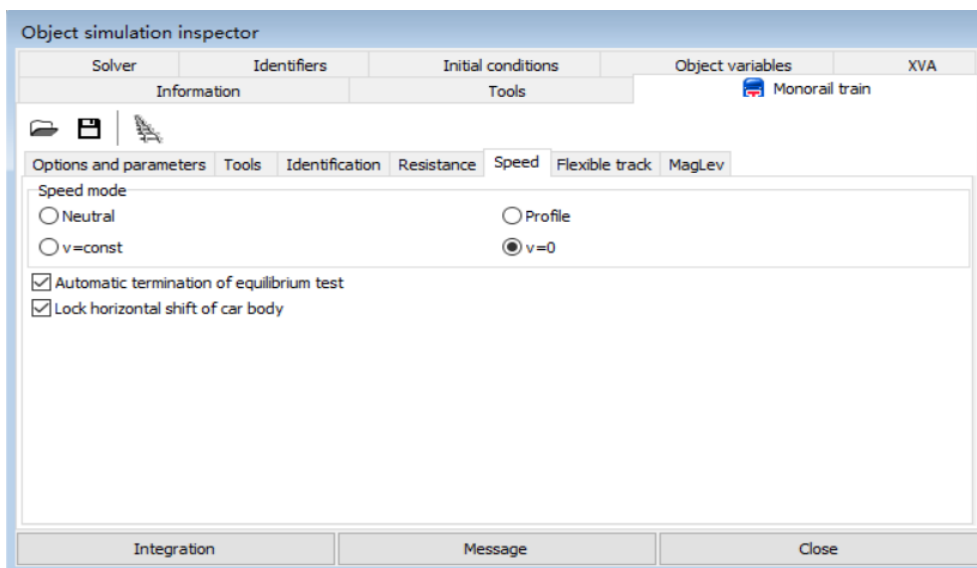 Object simulation inspector
Solver Identifiers Initial conditions Object variables XVA
Information Tools Monorail train
Options and parameters Tools Identification Resistance Speed Flexible track MagLev
Speed mode
Neutral Profile
v=const v=0
Automatic termination of equilibrium test
Lock horizontal shift of car body
Integration Message Close